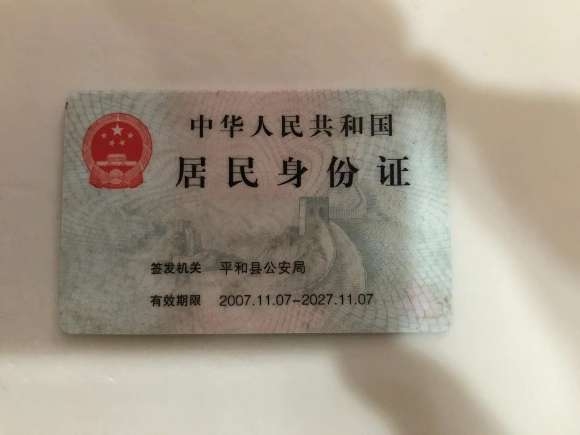 中华人民共和国
居民身份证
签发机关 平和县公安局
有效期限 2007.11.07-2027.11.07